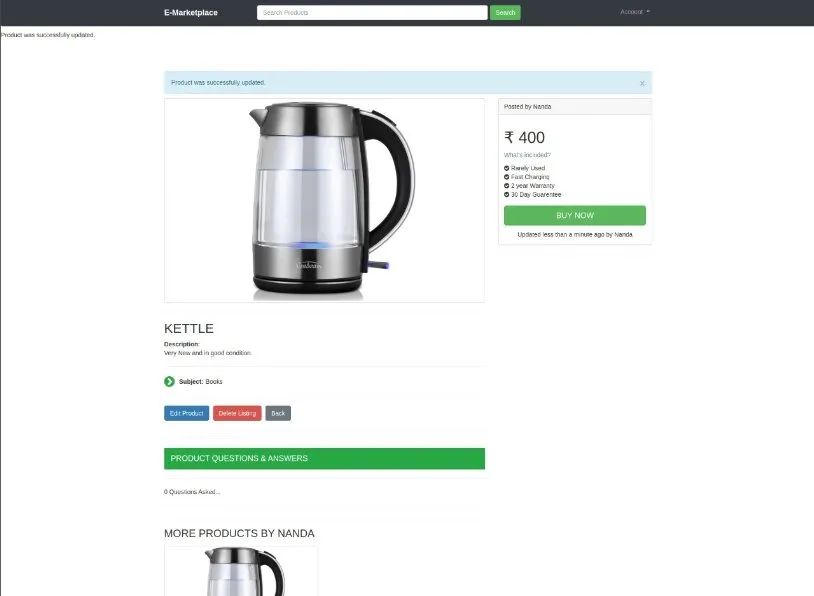 E-Marketplace
Search Products
Search
Account
Product was successfully updated.
Product was successfully updated.
×
Posted by Nanda
₹ 400
What's included?
Rarely Used
Fast Charging
2 year Warranty
30 Day Guarentee
BUY NOW
Updated less than a minute ago by Nanda
Sunbeam
KETTLE
Description:
Very New and in good condition.
Subject: Books
Edit Product
Delete Listing
Back
PRODUCT QUESTIONS & ANSWERS
0 Questions Asked...
MORE PRODUCTS BY NANDA